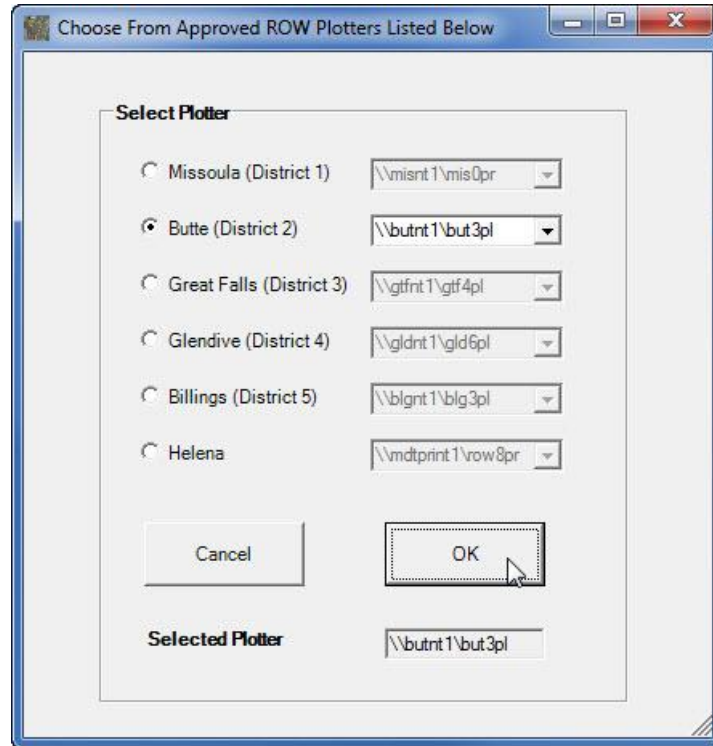 Choose From Approved ROW Plotters Listed Below
Select Plotter
Missoula (District 1) \\misnt1\mis0pr
Butte (District 2) \\butnt1\but3pl
Great Falls (District 3) \\gtfnt1\gtf4pl
Glendive (District 4) \\gldnt1\gld6pl
Billings (District 5) \\blgnt1\blg3pl
Helena \\mdtprint1\row8pr
Cancel OK
Selected Plotter \\butnt1\but3pl